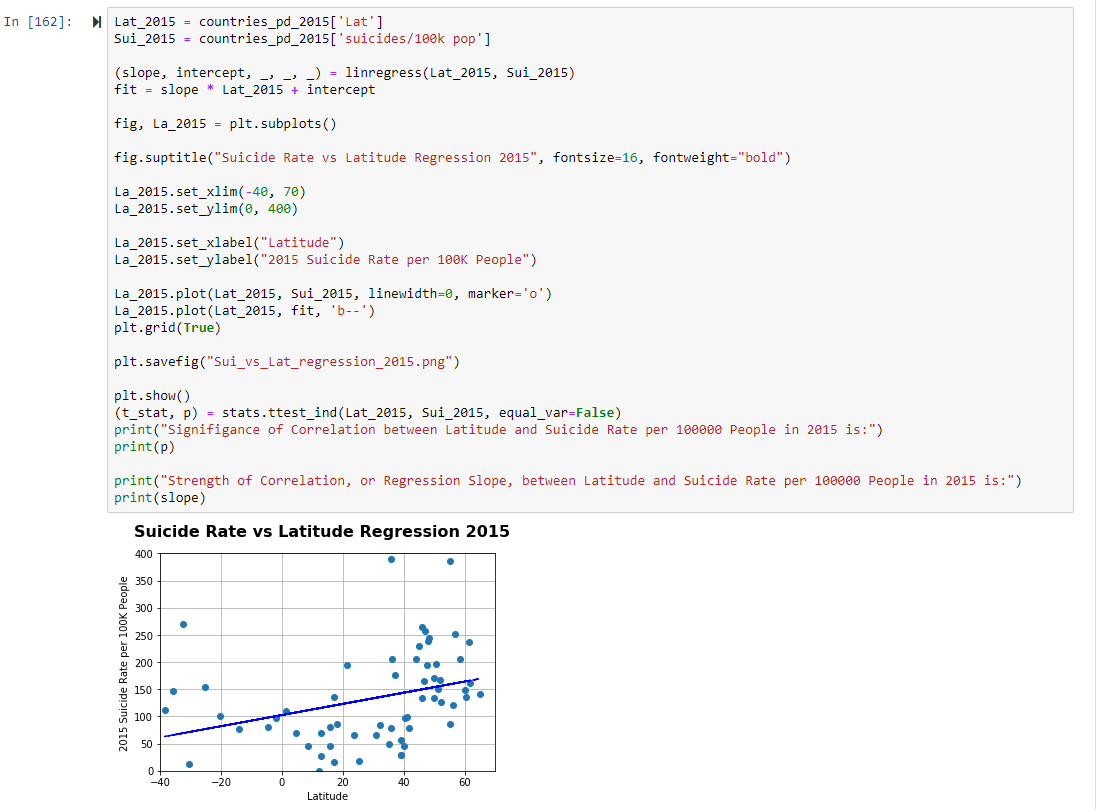 In [162]:
Lat_2015 = countries_pd_2015['Lat']
Sui_2015 = countries_pd_2015['suicides/100k pop']
(slope, intercept, _, _, _) = linregress(Lat_2015, Sui_2015)
fit = slope * Lat_2015 + intercept
fig, La_2015 = plt.subplots()
fig.suptitle("Suicide Rate vs Latitude Regression 2015", fontsize=16, fontweight="bold")
La_2015.set_xlim(-40, 70)
La_2015.set_ylim(0, 400)
La_2015.set_xlabel("Latitude")
La_2015.set_ylabel("2015 Suicide Rate per 100K People")
La_2015.plot(Lat_2015, Sui_2015, linewidth=0, marker='o')
La_2015.plot(Lat_2015, fit, 'b--')
plt.grid(True)
plt.savefig("Sui_vs_Lat_regression_2015.png")
plt.show()
(t_stat, p) = stats.ttest_ind(Lat_2015, Sui_2015, equal_var=False)
print("Signifigance of Correlation between Latitude and Suicide Rate per 100000 People in 2015 is:")
print(p)
print("Strength of Correlation, or Regression Slope, between Latitude and Suicide Rate per 100000 People in 2015 is:")
print(slope)
Suicide Rate vs Latitude Regression 2015
2015 Suicide Rate per 100K People
400
350
300
250
200
150
100
50
0
−40 −20 0 20 40 60
Latitude